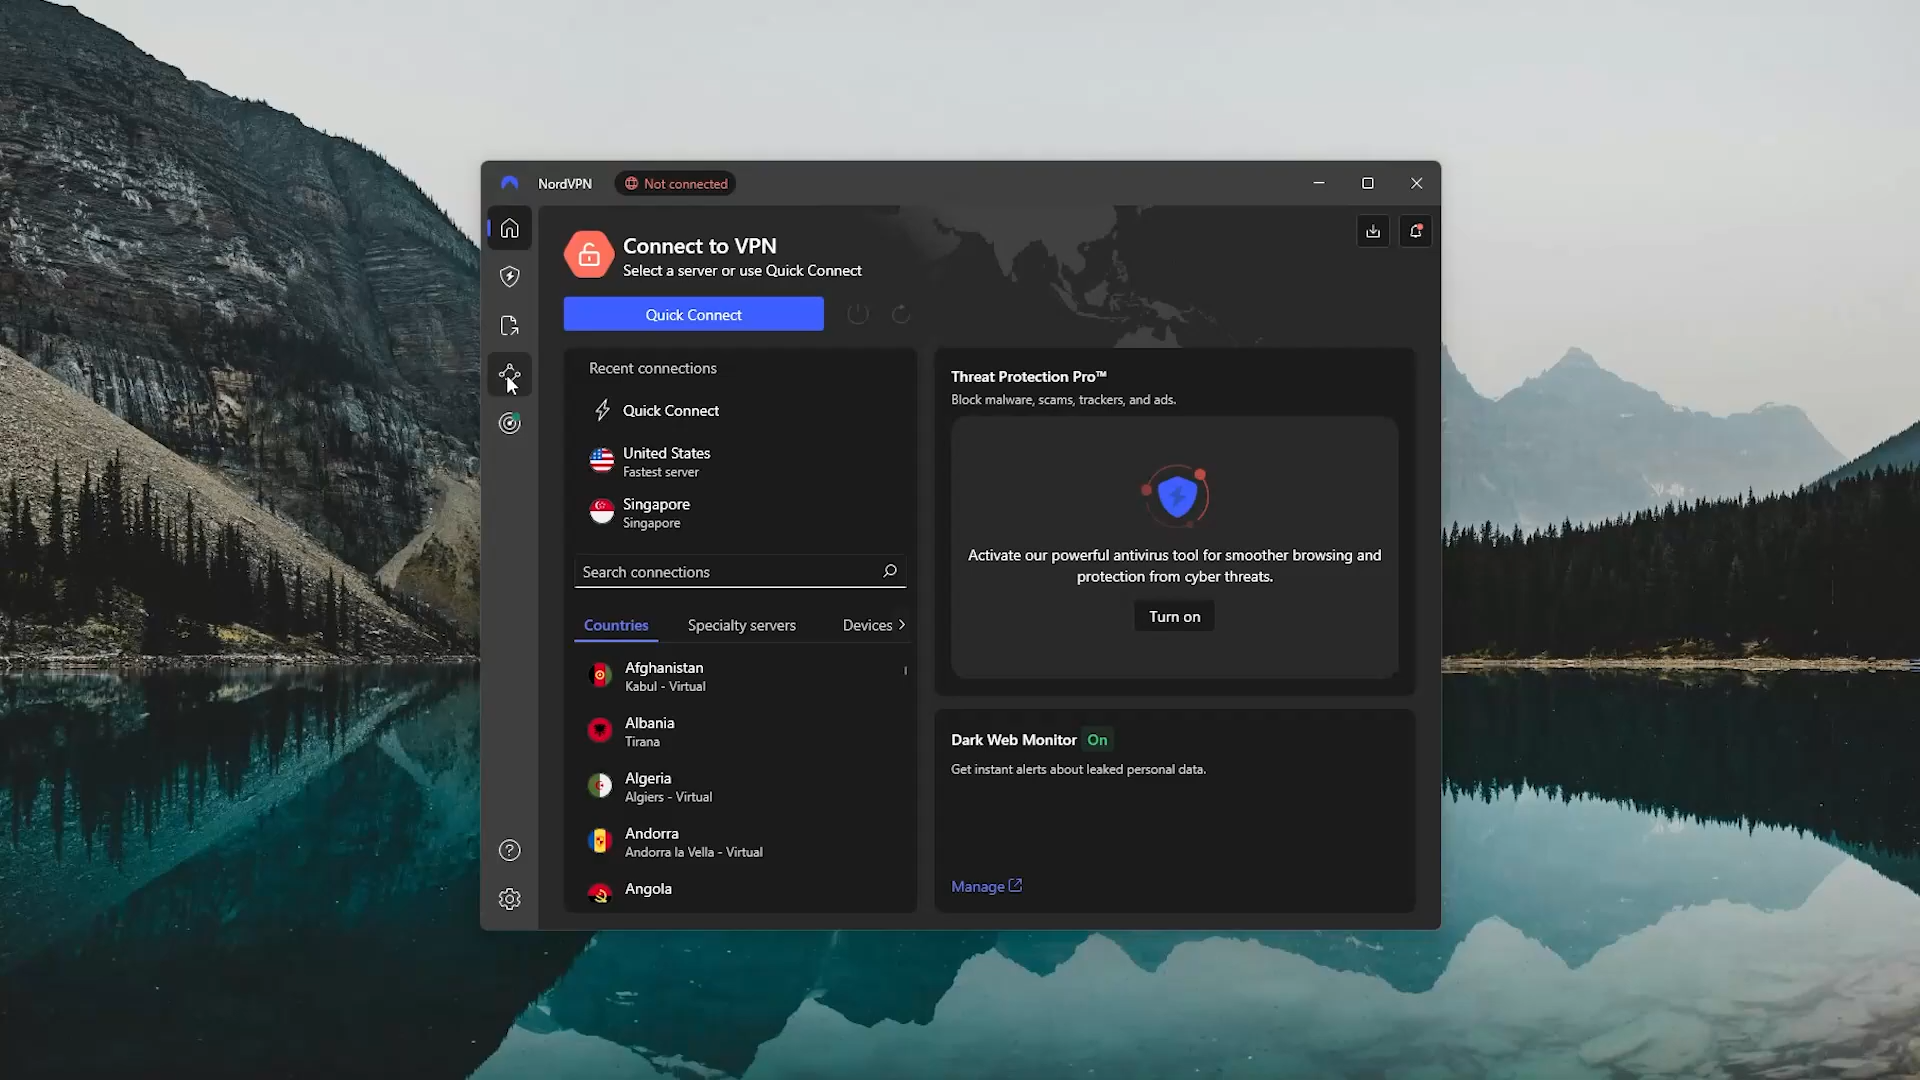 NordVPN
Not connected
Connect to VPN
Select a server or use Quick Connect
Quick Connect
Recent connections
Quick Connect
United States
Fastest server
Singapore
Singapore
Search connections
Countries
Specialty servers
Devices
Afghanistan
Kabul - Virtual
Albania
Tirana
Algeria
Algiers - Virtual
Andorra
Andorra la Vella - Virtual
Angola
Threat Protection Pro™
Block malware, scams, trackers, and ads.
Activate our powerful antivirus tool for smoother browsing and
protection from cyber threats.
Turn on
Dark Web Monitor On
Get instant alerts about leaked personal data.
Manage